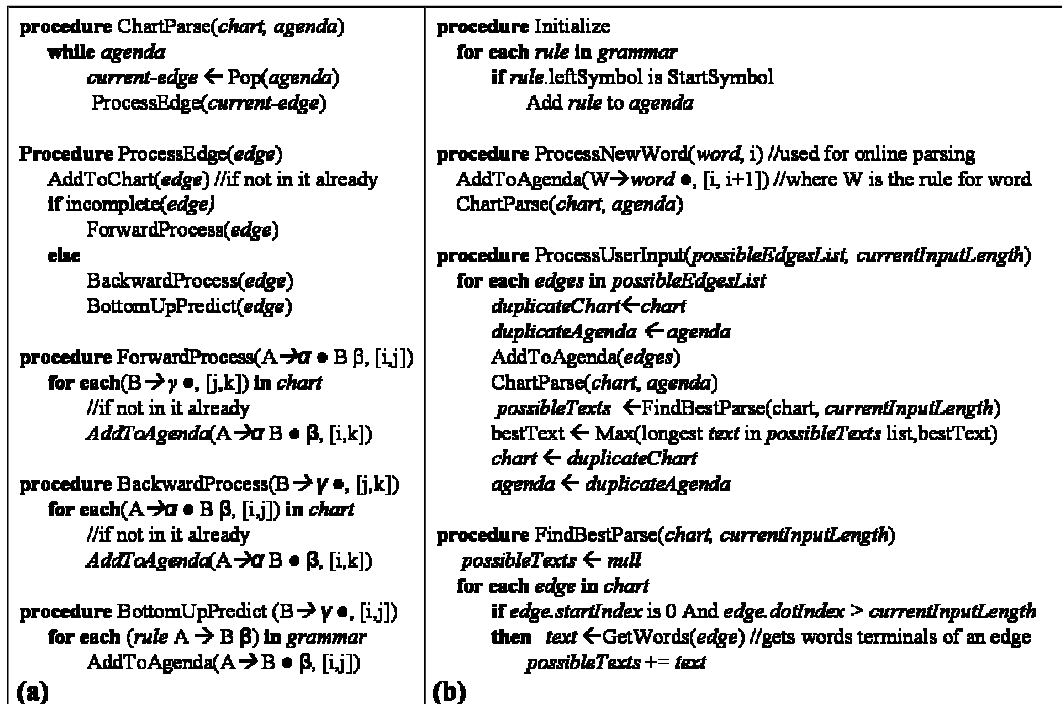 procedure ChartParse(chart, agenda)
while agenda
current-edge ← Pop(agenda)
ProcessEdge(current-edge)
Procedure ProcessEdge(edge)
AddToChart(edge) //if not in it already
if incomplete(edge)
ForwardProcess(edge)
else
BackwardProcess(edge)
BottomUpPredict(edge)
procedure ForwardProcess(A→α • B β, [i,j])
for each(B→ γ •, [j,k]) in chart
//if not in it already
AddToAgenda(A→α B • β, [i,k])
procedure BackwardProcess(B→ γ •, [j,k])
for each(A→α • B β, [i,j]) in chart
//if not in it already
AddToAgenda(A→α B • β, [i,k])
procedure BottomUpPredict (B→ γ •, [i,j])
for each (rule A → B β) in grammar
AddToAgenda(A→B • β, [i,j])
(a)
procedure Initialize
for each rule in grammar
if rule.leftSymbol is StartSymbol
Add rule to agenda
procedure ProcessNewWord(word, i) //used for online parsing
AddToAgenda(W→word •, [i, i+1]) //where W is the rule for word
ChartParse(chart, agenda)
procedure ProcessUserInput(possibleEdgesList, currentInputLength)
for each edges in possibleEdgesList
duplicateChart←chart
duplicateAgenda ← agenda
AddToAgenda(edges)
ChartParse(chart, agenda)
possibleTexts ←FindBestParse(chart, currentInputLength)
bestText ← Max(longest text in possibleTexts list,bestText)
chart ← duplicateChart
agenda ← duplicateAgenda
procedure FindBestParse(chart, currentInputLength)
possibleTexts ← null
for each edge in chart
if edge.startIndex is 0 And edge.dotIndex > currentInputLength
then text ←GetWords(edge) //gets words terminals of an edge
possibleTexts += text
(b)